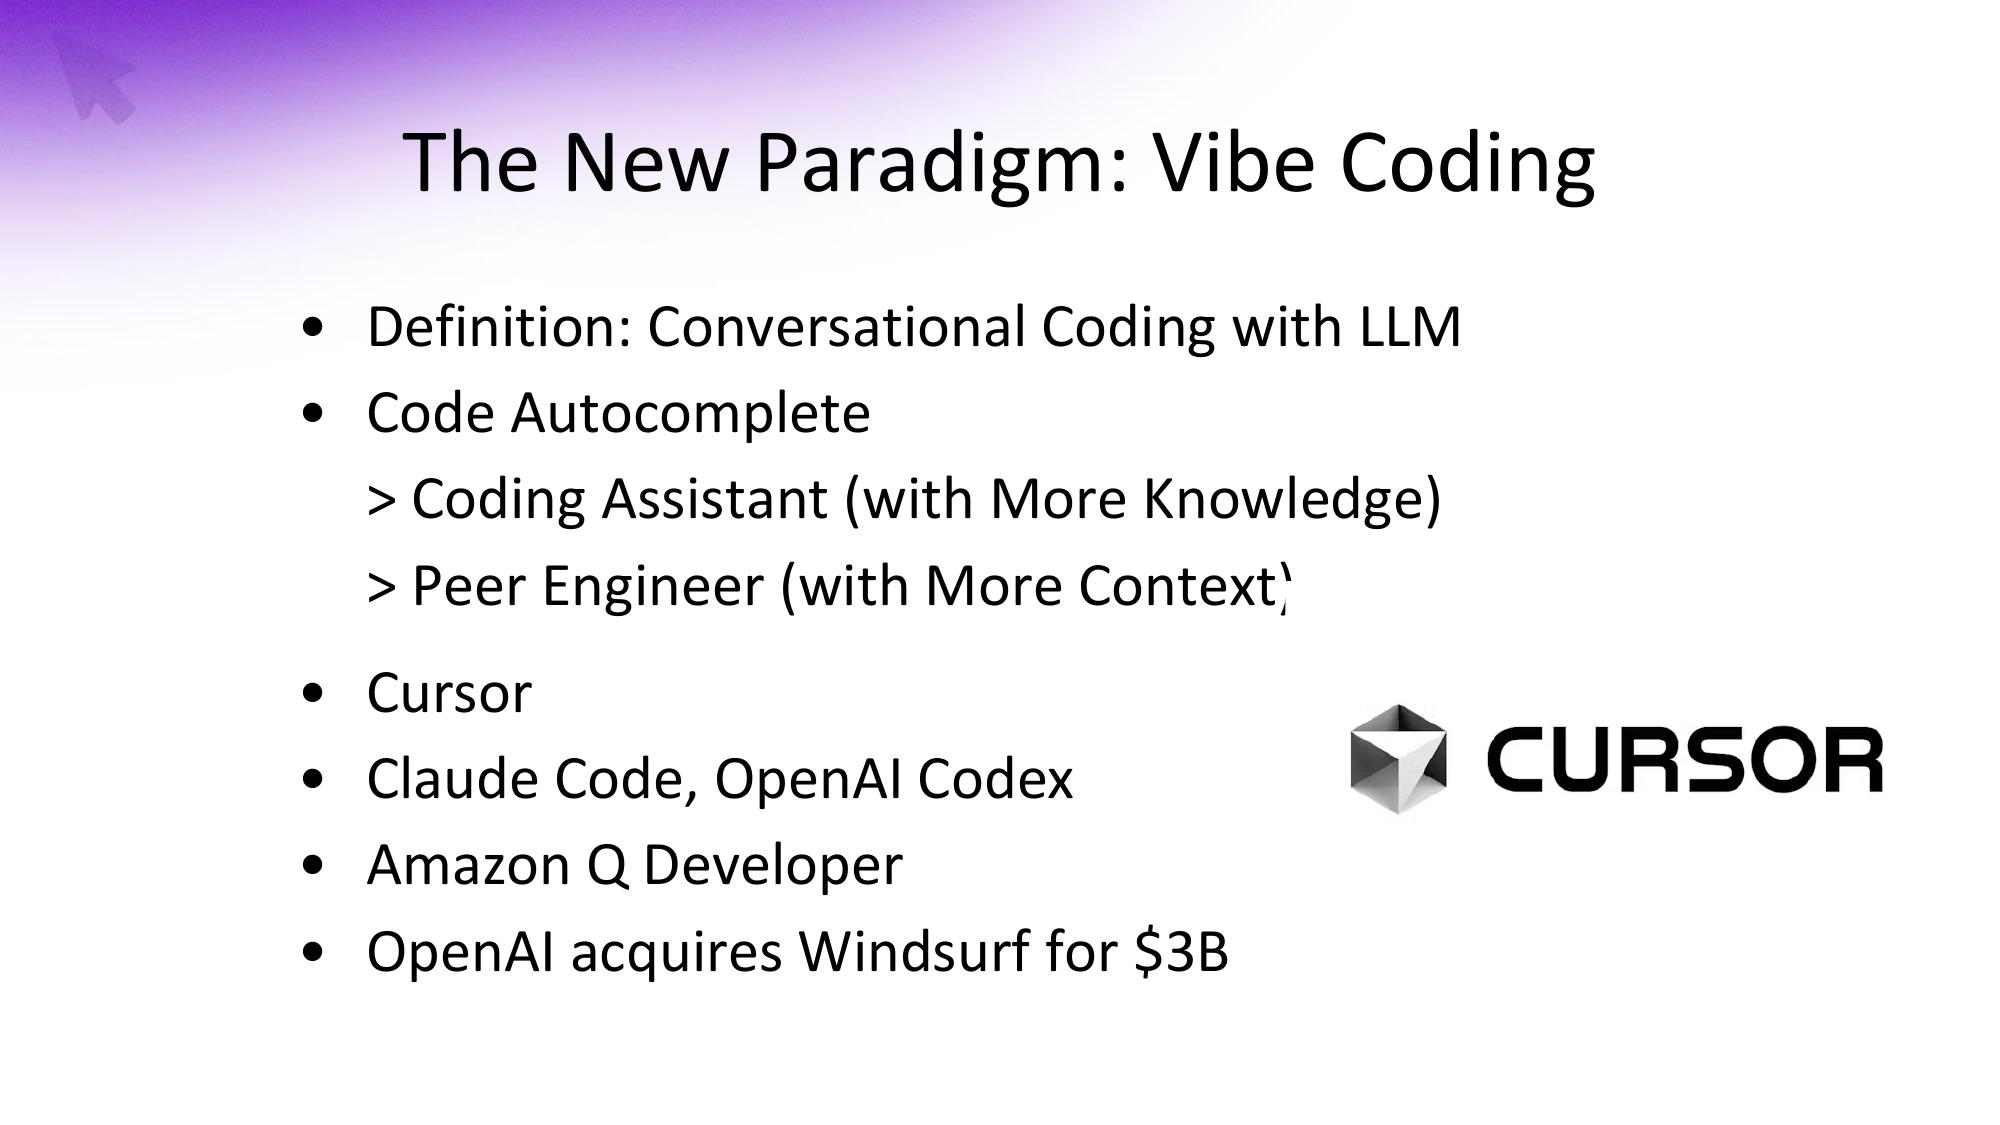 The New Paradigm: Vibe Coding
• Definition: Conversational Coding with LLM
• Code Autocomplete
> Coding Assistant (with More Knowledge)
> Peer Engineer (with More Context)
• Cursor
• Claude Code, OpenAI Codex
CURSOR
• Amazon Q Developer
• OpenAI acquires Windsurf for $3B